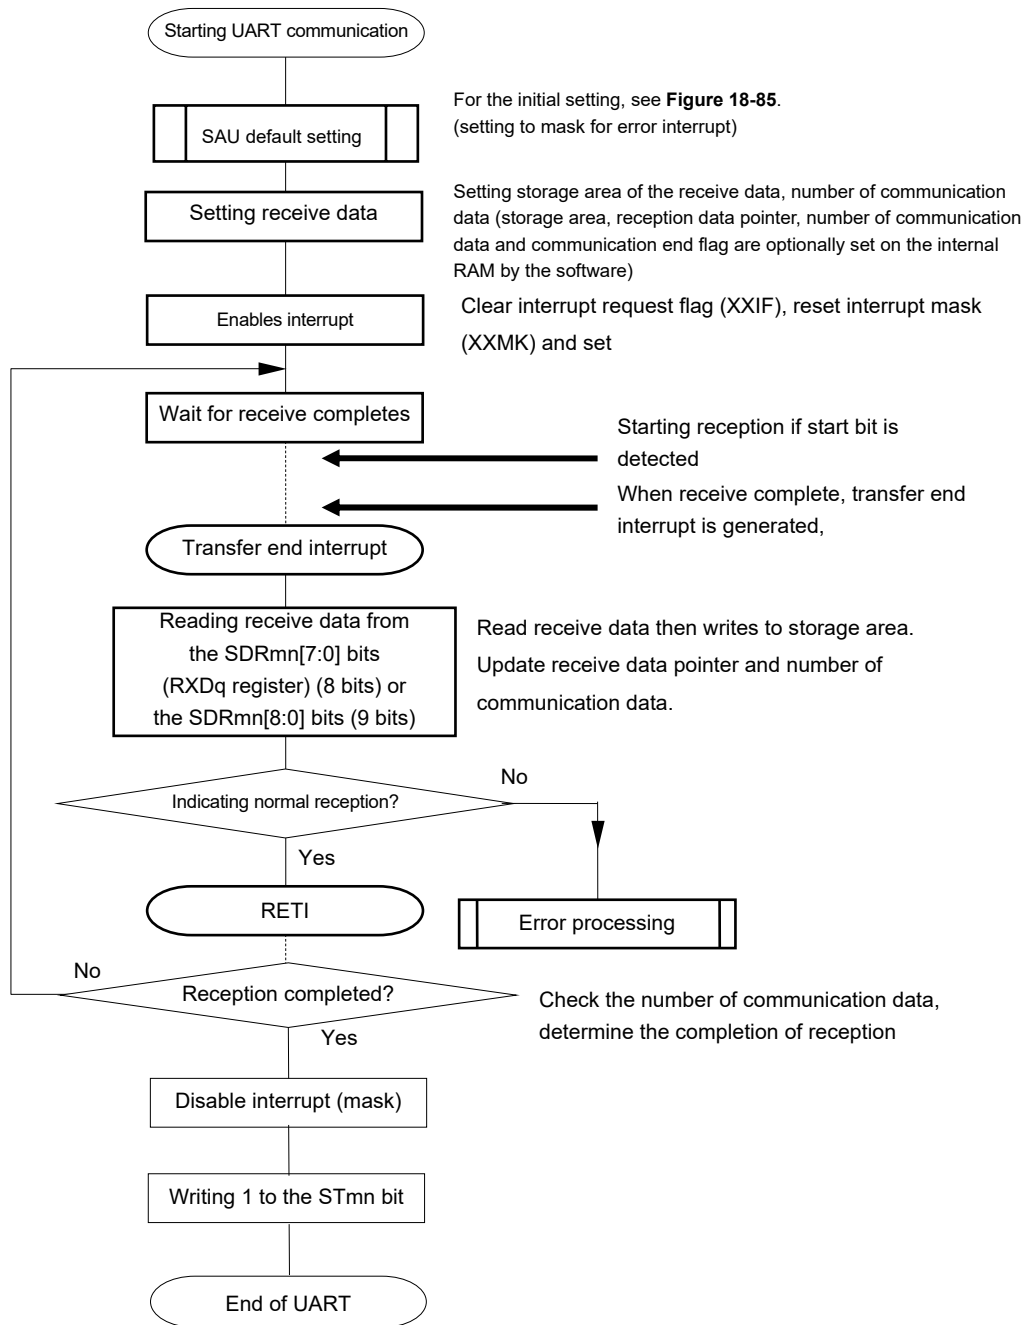 Starting UART communication
For the initial setting, see Figure 18-85.
(setting to mask for error interrupt)
SAU default setting
Setting receive data
Setting storage area of the receive data, number of communication
data (storage area, reception data pointer, number of communication
data and communication end flag are optionally set on the internal
RAM by the software)
Enables interrupt
Clear interrupt request flag (XXIF), reset interrupt mask
(XXMK) and set
Wait for receive completes
Starting reception if start bit is
detected
When receive complete, transfer end
interrupt is generated,
Transfer end interrupt
Reading receive data from
the SDRmn[7:0] bits
(RXDq register) (8 bits) or
the SDRmn[8:0] bits (9 bits)
Read receive data then writes to storage area.
Update receive data pointer and number of
communication data.
Indicating normal reception?
No
Yes
RETI
Error processing
No
Reception completed?
Check the number of communication data,
determine the completion of reception
Yes
Disable interrupt (mask)
Writing 1 to the STmn bit
End of UART